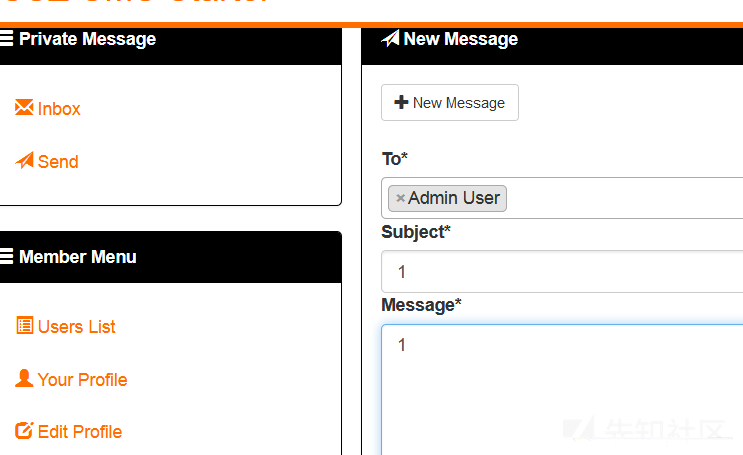 Private Message
Inbox
Send
Member Menu
Users List
Your Profile
Edit Profile
New Message
New Message
To*
×Admin User
Subject*
1
Message*
1
先知社区